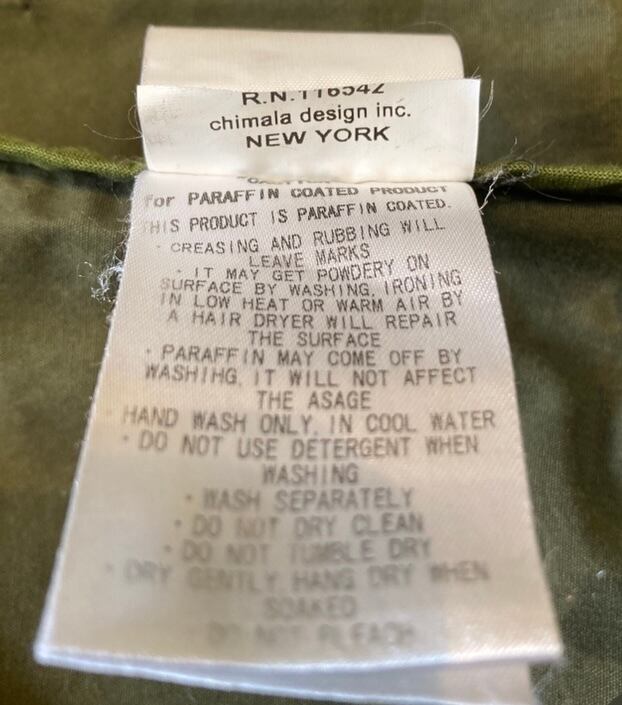 R.N.116542
chimala design inc.
NEW YORK
for PARAFFIN COATED PRODUCT
THIS PRODUCT IS PARAFFIN COATED.
· CREASING AND RUBBING WILL
LEAVE MARKS
· IT MAY GET POWDERY ON
SURFACE BY WASHING, IRONING
IN LOW HEAT OR WARM AIR BY
A HAIR DRYER WILL REPAIR
THE SURFACE
· PARAFFIN MAY COME OFF BY
WASHIHG, IT WILL NOT AFFECT
THE ASAGE
HAND WASH ONLY, IN COOL WATER
· DO NOT USE DETERGENT WHEN
WASHING
· WASH SEPARATELY
· DO NOT DRY CLEAN
· DO NOT TUMBLE DRY
· DRY GENTLY HANG DRY WHEN
SOAKED
DO NOT BLEACH